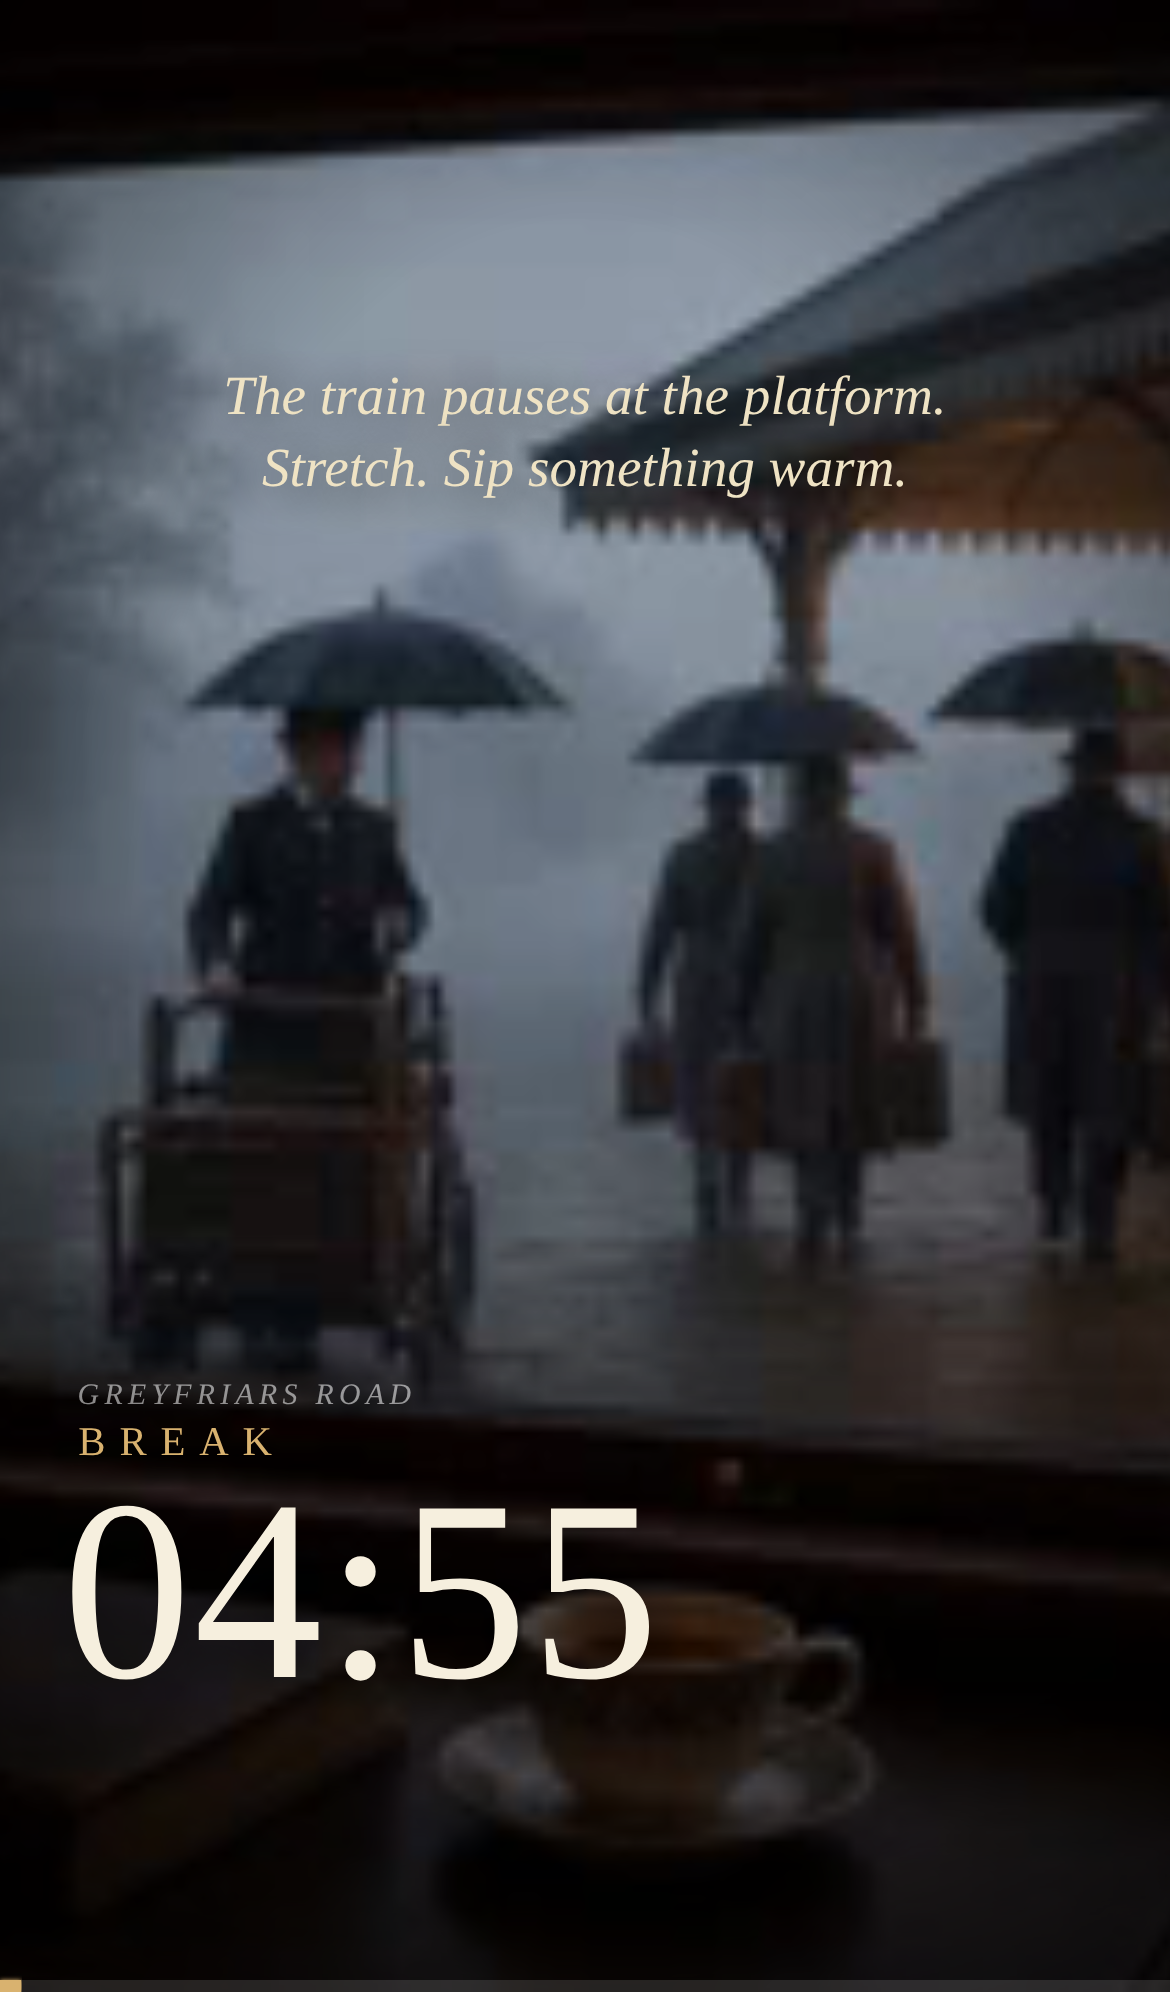 The train pauses at the platform.
Stretch. Sip something warm.
GREYFRIARS ROAD
BREAK
04:55